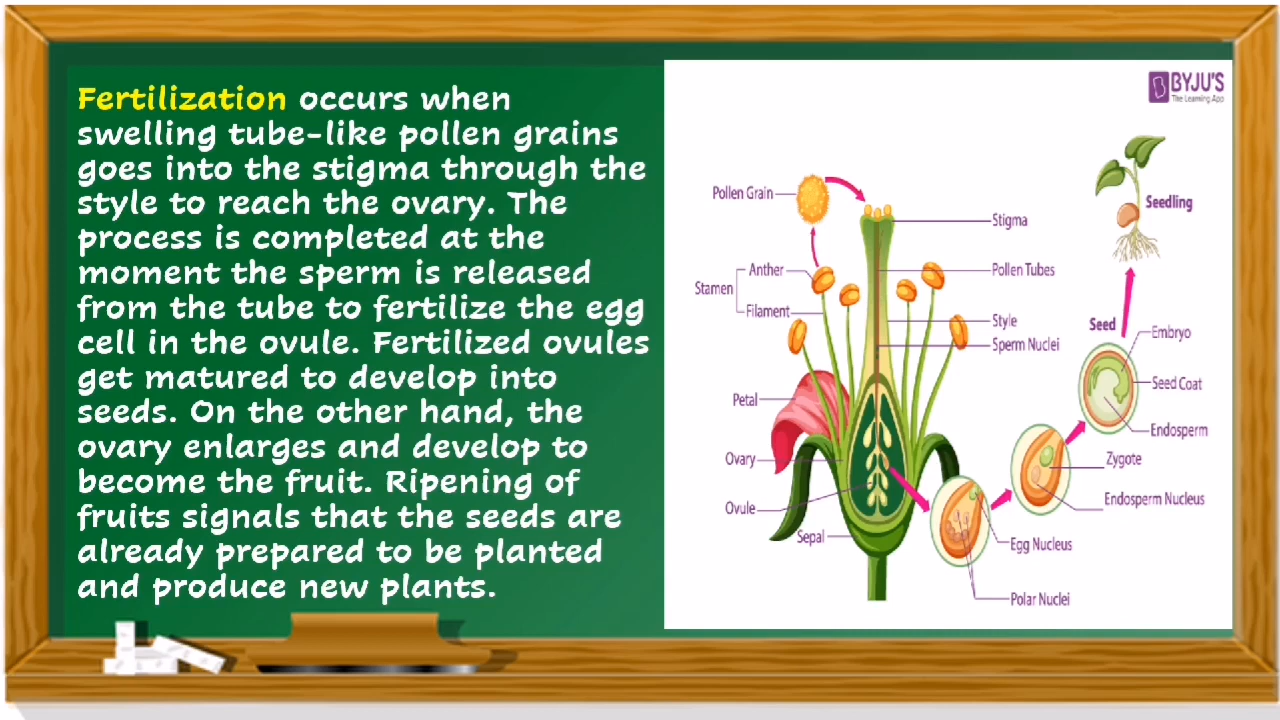 Fertilization occurs when
swelling tube-like pollen grains
goes into the stigma through the
style to reach the ovary. The
process is completed at the
moment the sperm is released
from the tube to fertilize the egg
cell in the ovule. Fertilized ovules
get matured to develop into
seeds. On the other hand, the
ovary enlarges and develop to
become the fruit. Ripening of
fruits signals that the seeds are
already prepared to be planted
and produce new plants.
BYJU'S
The Learning App
Pollen Grain
Anther
Stamen
Filament
Petal
Ovary
Ovule
Sepal
Stigma
Pollen Tubes
Style
Sperm Nuclei
Egg Nucleus
Polar Nuclei
Zygote
Endosperm Nucleus
Seed
Embryo
Seed Coat
Endosperm
Seedling